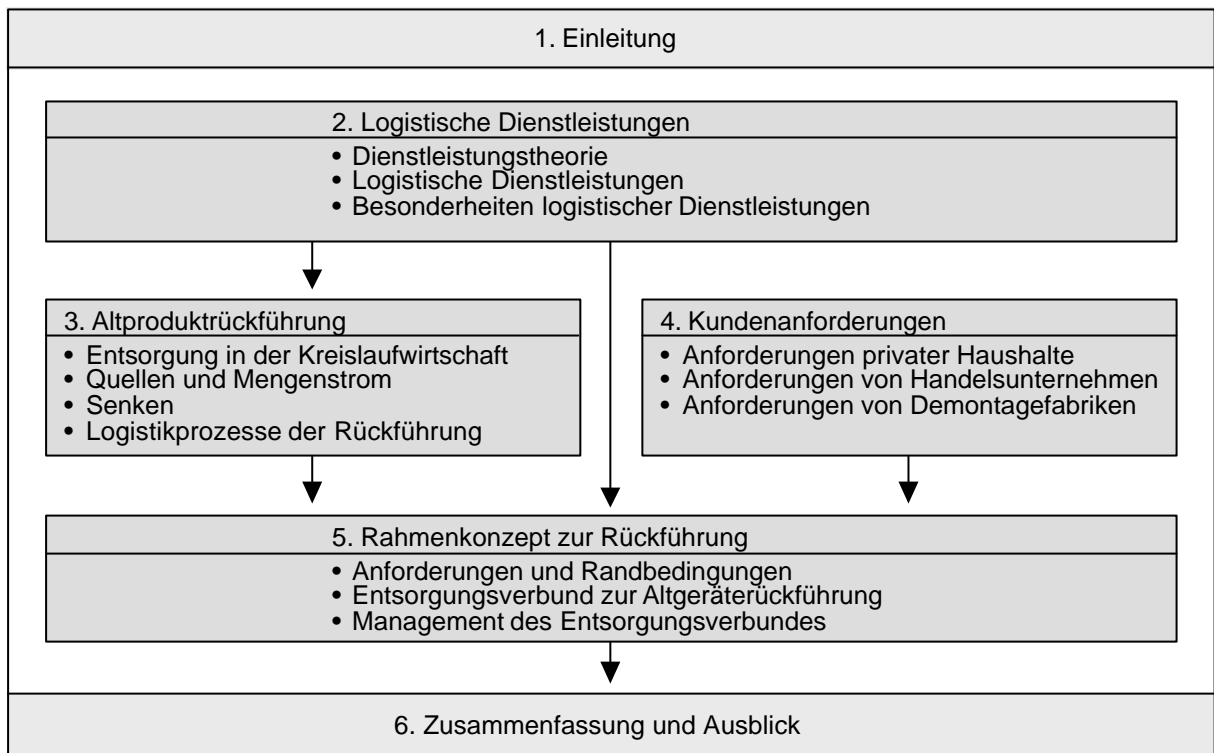 1. Einleitung
2. Logistische Dienstleistungen
• Dienstleistungstheorie
• Logistische Dienstleistungen
• Besonderheiten logistischer Dienstleistungen
3. Altproduktrückführung
• Entsorgung in der Kreislaufwirtschaft
• Quellen und Mengenstrom
• Senken
• Logistikprozesse der Rückführung
4. Kundenanforderungen
• Anforderungen privater Haushalte
• Anforderungen von Handelsunternehmen
• Anforderungen von Demontagefabriken
5. Rahmenkonzept zur Rückführung
• Anforderungen und Randbedingungen
• Entsorgungsverbund zur Altgeräterückführung
• Management des Entsorgungsverbundes
6. Zusammenfassung und Ausblick